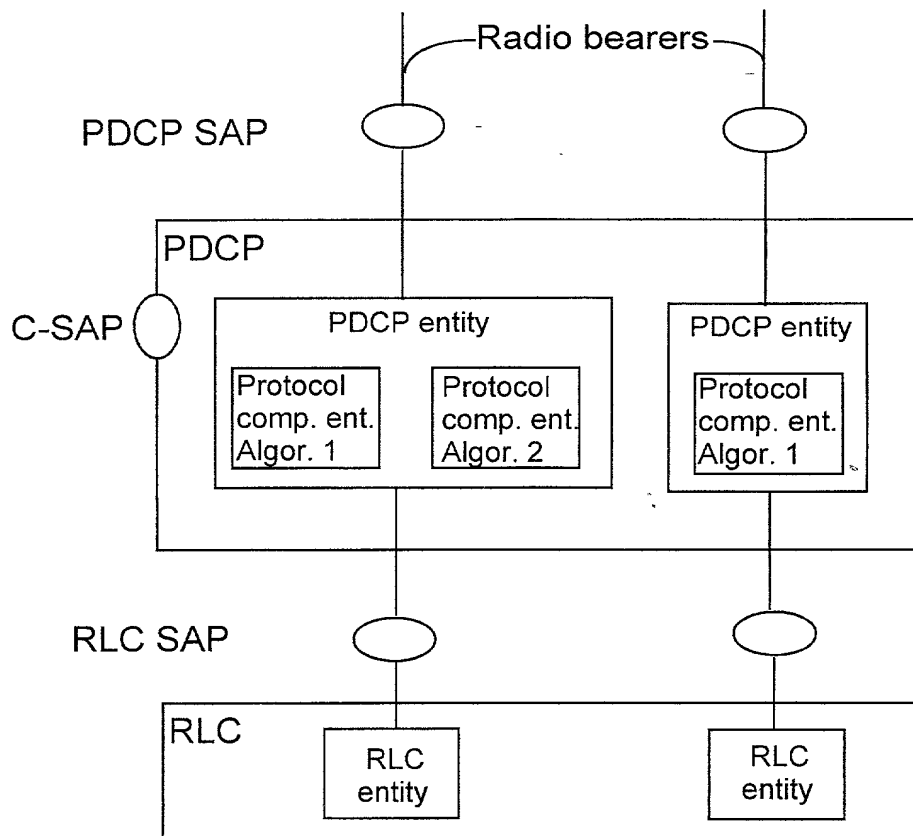 Radio bearers
PDCP SAP
PDCP
C-SAP
PDCP entity
Protocol
comp. ent.
Algor. 1
Protocol
comp. ent.
Algor. 2
PDCP entity
Protocol
comp. ent.
Algor. 1
RLC SAP
RLC
RLC
entity
RLC
entity